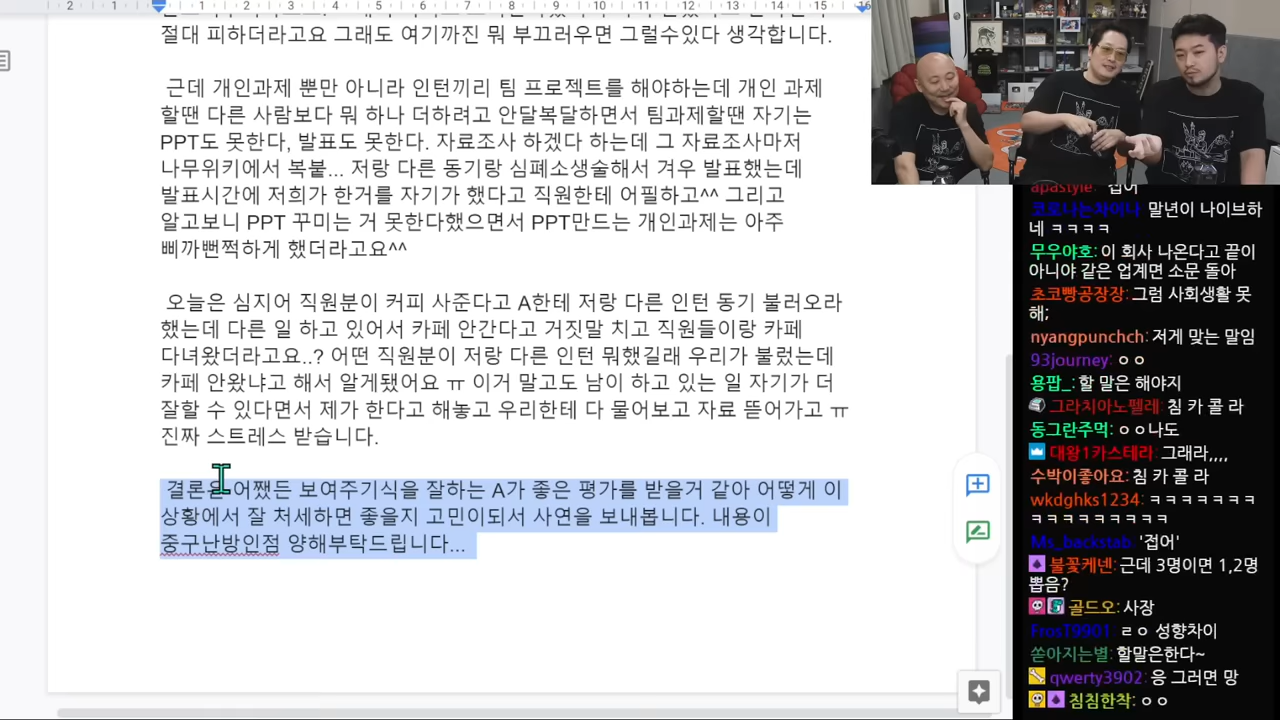 절대 피하더라고요 그래도 여기까진 뭐 부끄러우면 그럴수있다 생각합니다.
근데 개인과제 뿐만 아니라 인턴끼리 팀 프로젝트를 해야하는데 개인 과제
할땐 다른 사람보다 뭐 하나 더하려고 안달복달하면서 팀과제할땐 자기는
PPT도 못한다, 발표도 못한다. 자료조사 하겠다 하는데 그 자료조사마저
나무위키에서 복붙... 저랑 다른 동기랑 심폐소생술해서 겨우 발표했는데
발표시간에 저희가 한거를 자기가 했다고 직원한테 어필하고^^ 그리고
알고보니 PPT 꾸미는 거 못한다했으면서 PPT만드는 개인과제는 아주
삐까뻔쩍하게 했더라고요^^
오늘은 심지어 직원분이 커피 사준다고 A한테 저랑 다른 인턴 동기 불러오라
했는데 다른 일 하고 있어서 카페 안간다고 거짓말 치고 직원들이랑 카페
다녀왔더라고요..? 어떤 직원분이 저랑 다른 인턴 뭐했길래 우리가 불렀는데
카페 안왔냐고 해서 알게됐어요 ㅠ 이거 말고도 남이 하고 있는 일 자기가 더
잘할 수 있다면서 제가 한다고 해놓고 우리한테 다 물어보고 자료 뜯어가고 ㅠ
진짜 스트레스 받습니다.
결론은 어쨌든 보여주기식을 잘하는 A가 좋은 평가를 받을거 같아 어떻게 이
상황에서 잘 처세하면 좋을지 고민이되서 사연을 보내봅니다. 내용이
중구난방인점 양해부탁드립니다...
apastyle: 접어
코로나는차이나: 말년이 나이브하
네 ㅋㅋㅋㅋ
무우야호: 이 회사 나온다고 끝이
아니야 같은 업계면 소문 돌아
초코빵공장장: 그럼 사회생활 못
해;
nyangpunchch: 저게 맞는 말임
93journey: ㅇㅇ
용팝_: 할 말은 해야지
그라치아노펠레: 침 카 콜 라
동그란주먹: ㅇㅇ나도
대왕1카스테라: 그래라,,,,
수박이좋아요: 침 카 콜 라
wkdghks1234: ㅋㅋㅋㅋㅋㅋㅋ
ㅋㅋㅋㅋㅋㅋㅋㅋㅋ
Ms_backstab: '접어'
불꽃케넨: 근데 3명이면 1,2명
뽑음?
골드오: 사장
FrosT9901: ㄹㅇ 성향차이
쏟아지는별: 할말은한다~
qwerty3902: 응 그러면 망
침침한착: ㅇㅇ